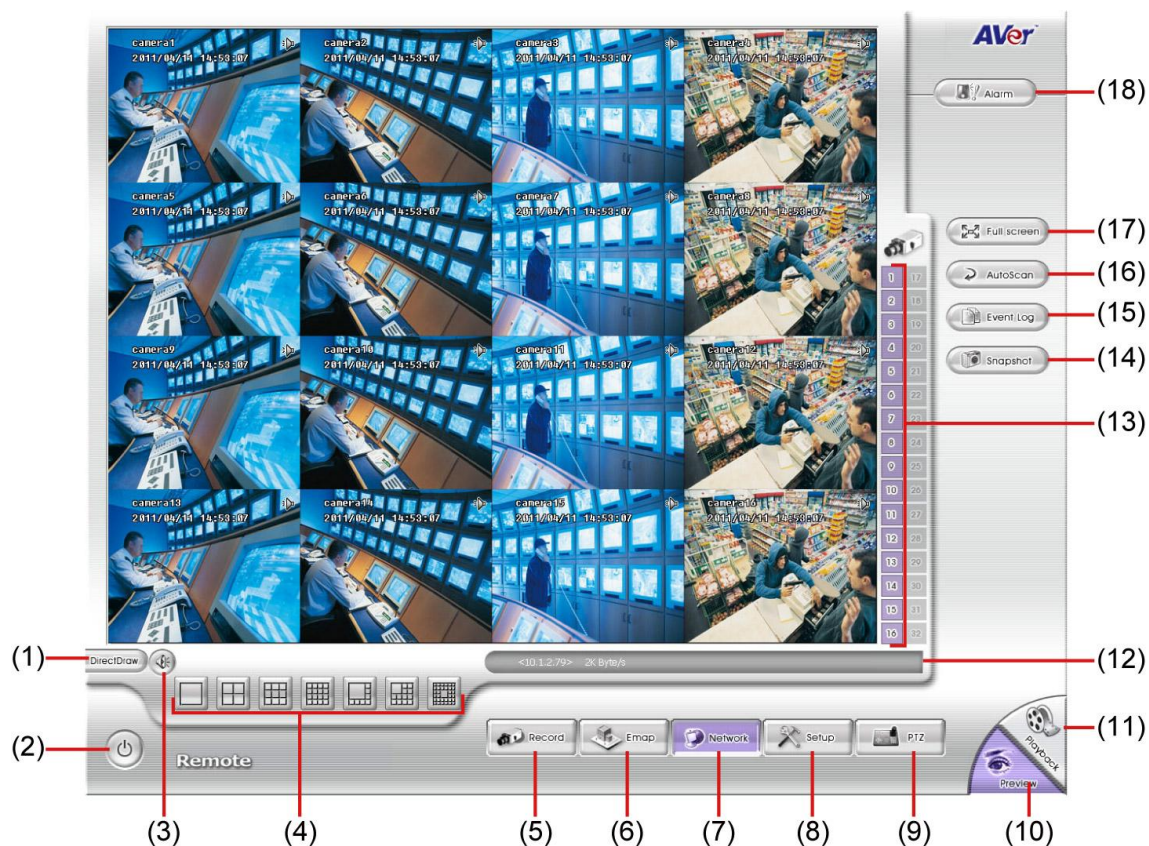 AVer
camera1 camera2 camera3 camera4
2011/04/11 14:53:07 2011/04/11 14:53:07 2011/04/11 14:53:07 2011/04/11 14:53:07
Alarm (18)
camera5 camera6 camera7 camera8
2011/04/11 14:53:07 2011/04/11 14:53:07 2011/04/11 14:53:07 2011/04/11 14:53:07
Full screen (17)
AutoScan (16)
Event Log (15)
Snapshot (14)
camera9 camera10 camera11 camera12
2011/04/11 14:53:07 2011/04/11 14:53:07 2011/04/11 14:53:07 2011/04/11 14:53:07
(13)
camera13 camera14 camera15 camera16
2011/04/11 14:53:07 2011/04/11 14:53:07 2011/04/11 14:53:07 2011/04/11 14:53:07
1 17
2 18
3 19
4 20
5 21
6 22
7 23
8 24
9 25
10 26
11 27
12 28
13 29
14 30
15 31
16 32
(1) DirectDraw
<10.1.2.79> 2K Byte/s (12)
(2)
Remote
Record Emap Network Setup PTZ
Playback (11)
Preview
(3) (4) (5) (6) (7) (8) (9) (10)